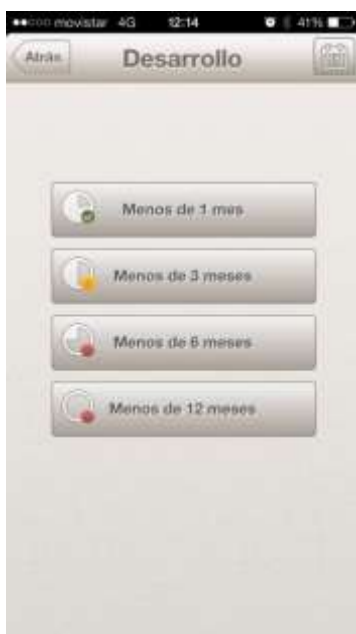 movistar 4G 12:14 41%
Atrás Desarrollo
Menos de 1 mes
Menos de 3 meses
Menos de 6 meses
Menos de 12 meses